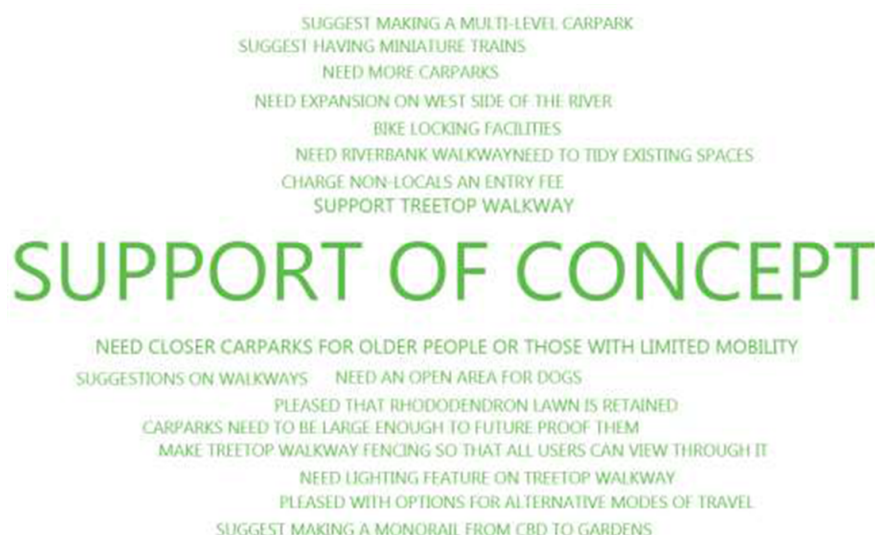 SUGGEST MAKING A MULTI-LEVEL CARPARK
SUGGEST HAVING MINIATURE TRAINS
NEED MORE CARPARKS
NEED EXPANSION ON WEST SIDE OF THE RIVER
BIKE LOCKING FACILITIES
NEED RIVERBANK WALKWAYNEED TO TIDY EXISTING SPACES
CHARGE NON-LOCALS AN ENTRY FEE
SUPPORT TREETOP WALKWAY
SUPPORT OF CONCEPT
NEED CLOSER CARPARKS FOR OLDER PEOPLE OR THOSE WITH LIMITED MOBILITY
SUGGESTIONS ON WALKWAYS NEED AN OPEN AREA FOR DOGS
PLEASED THAT RHODODENDRON LAWN IS RETAINED
CARPARKS NEED TO BE LARGE ENOUGH TO FUTURE PROOF THEM
MAKE TREETOP WALKWAY FENCING SO THAT ALL USERS CAN VIEW THROUGH IT
NEED LIGHTING FEATURE ON TREETOP WALKWAY
PLEASED WITH OPTIONS FOR ALTERNATIVE MODES OF TRAVEL
SUGGEST MAKING A MONORAIL FROM CBD TO GARDENS